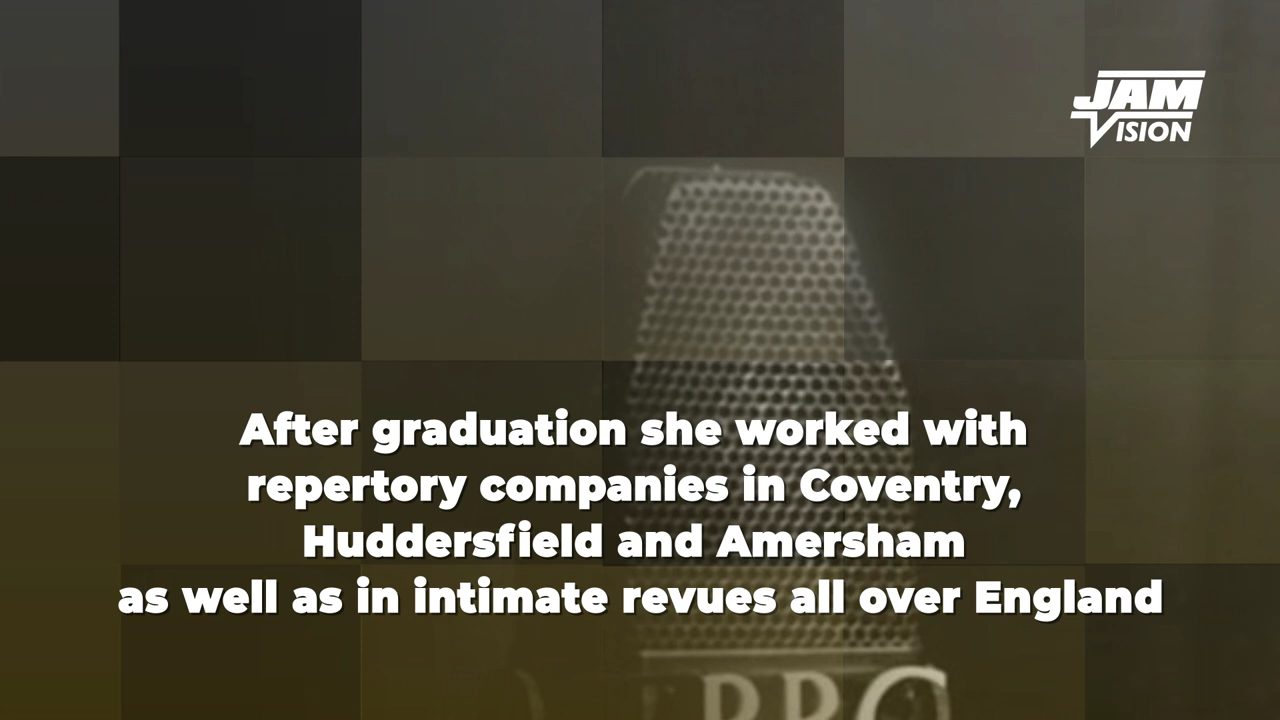 JAM
VISION
After graduation she worked with
repertory companies in Coventry,
Huddersfield and Amersham
as well as in intimate revues all over England
BBC